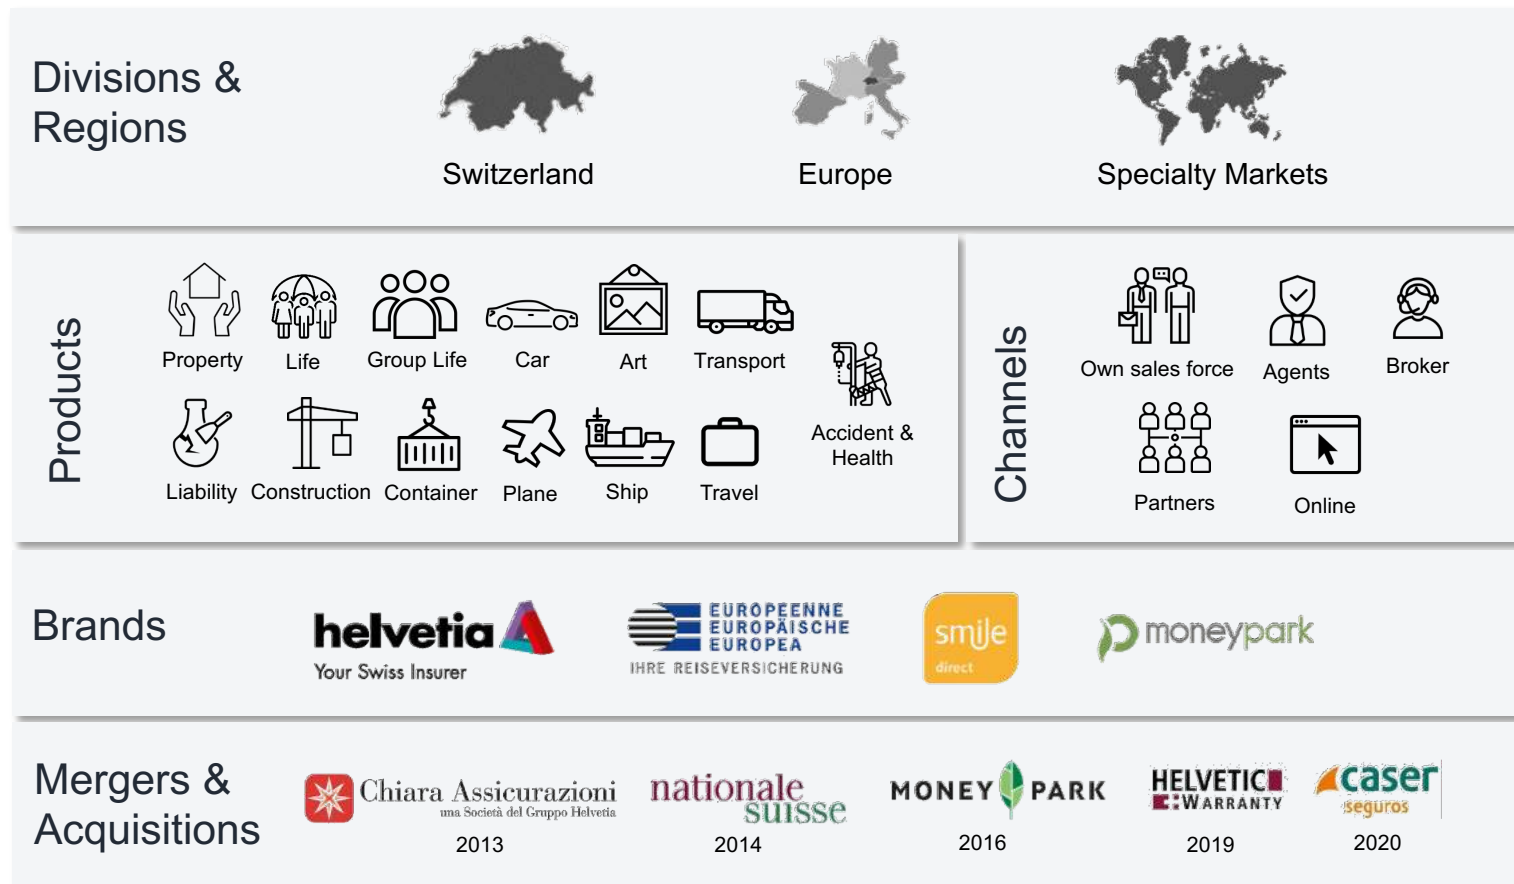 Divisions &
Regions
Switzerland
Europe
Specialty Markets
Products
Property
Life
Group Life
Car
Art
Transport
Accident &
Health
Liability
Construction
Container
Plane
Ship
Travel
Channels
Own sales force
Agents
Broker
Partners
Online
Brands
helvetia
Your Swiss Insurer
EUROPÉENNE
EUROPÄISCHE
EUROPEA
IHRE REISEVERSICHERUNG
smile
direct
moneypark
Mergers &
Acquisitions
Chiara Assicurazioni
una Società del Gruppo Helvetia
2013
nationale
suisse
2014
MONEY PARK
2016
HELVETIC
WARRANTY
2019
caser
seguros
2020